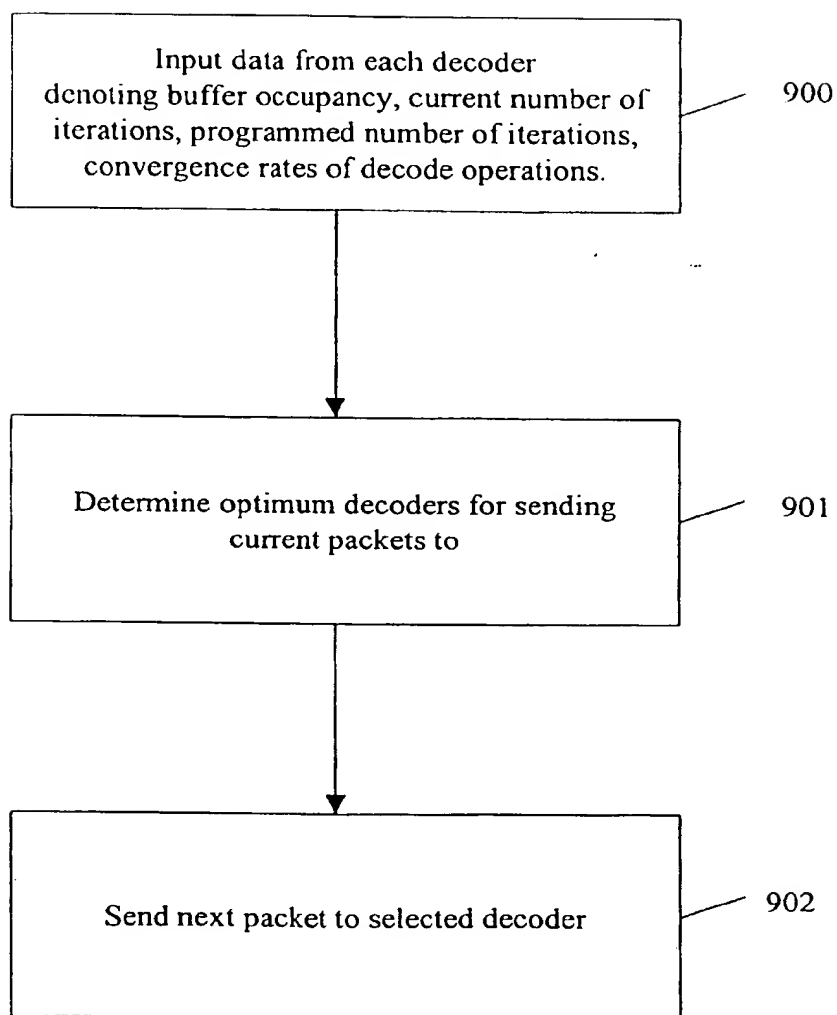 Input data from each decoder
denoting buffer occupancy, current number of
iterations, programmed number of iterations,
convergence rates of decode operations.
900
Determine optimum decoders for sending
current packets to
901
Send next packet to selected decoder
902